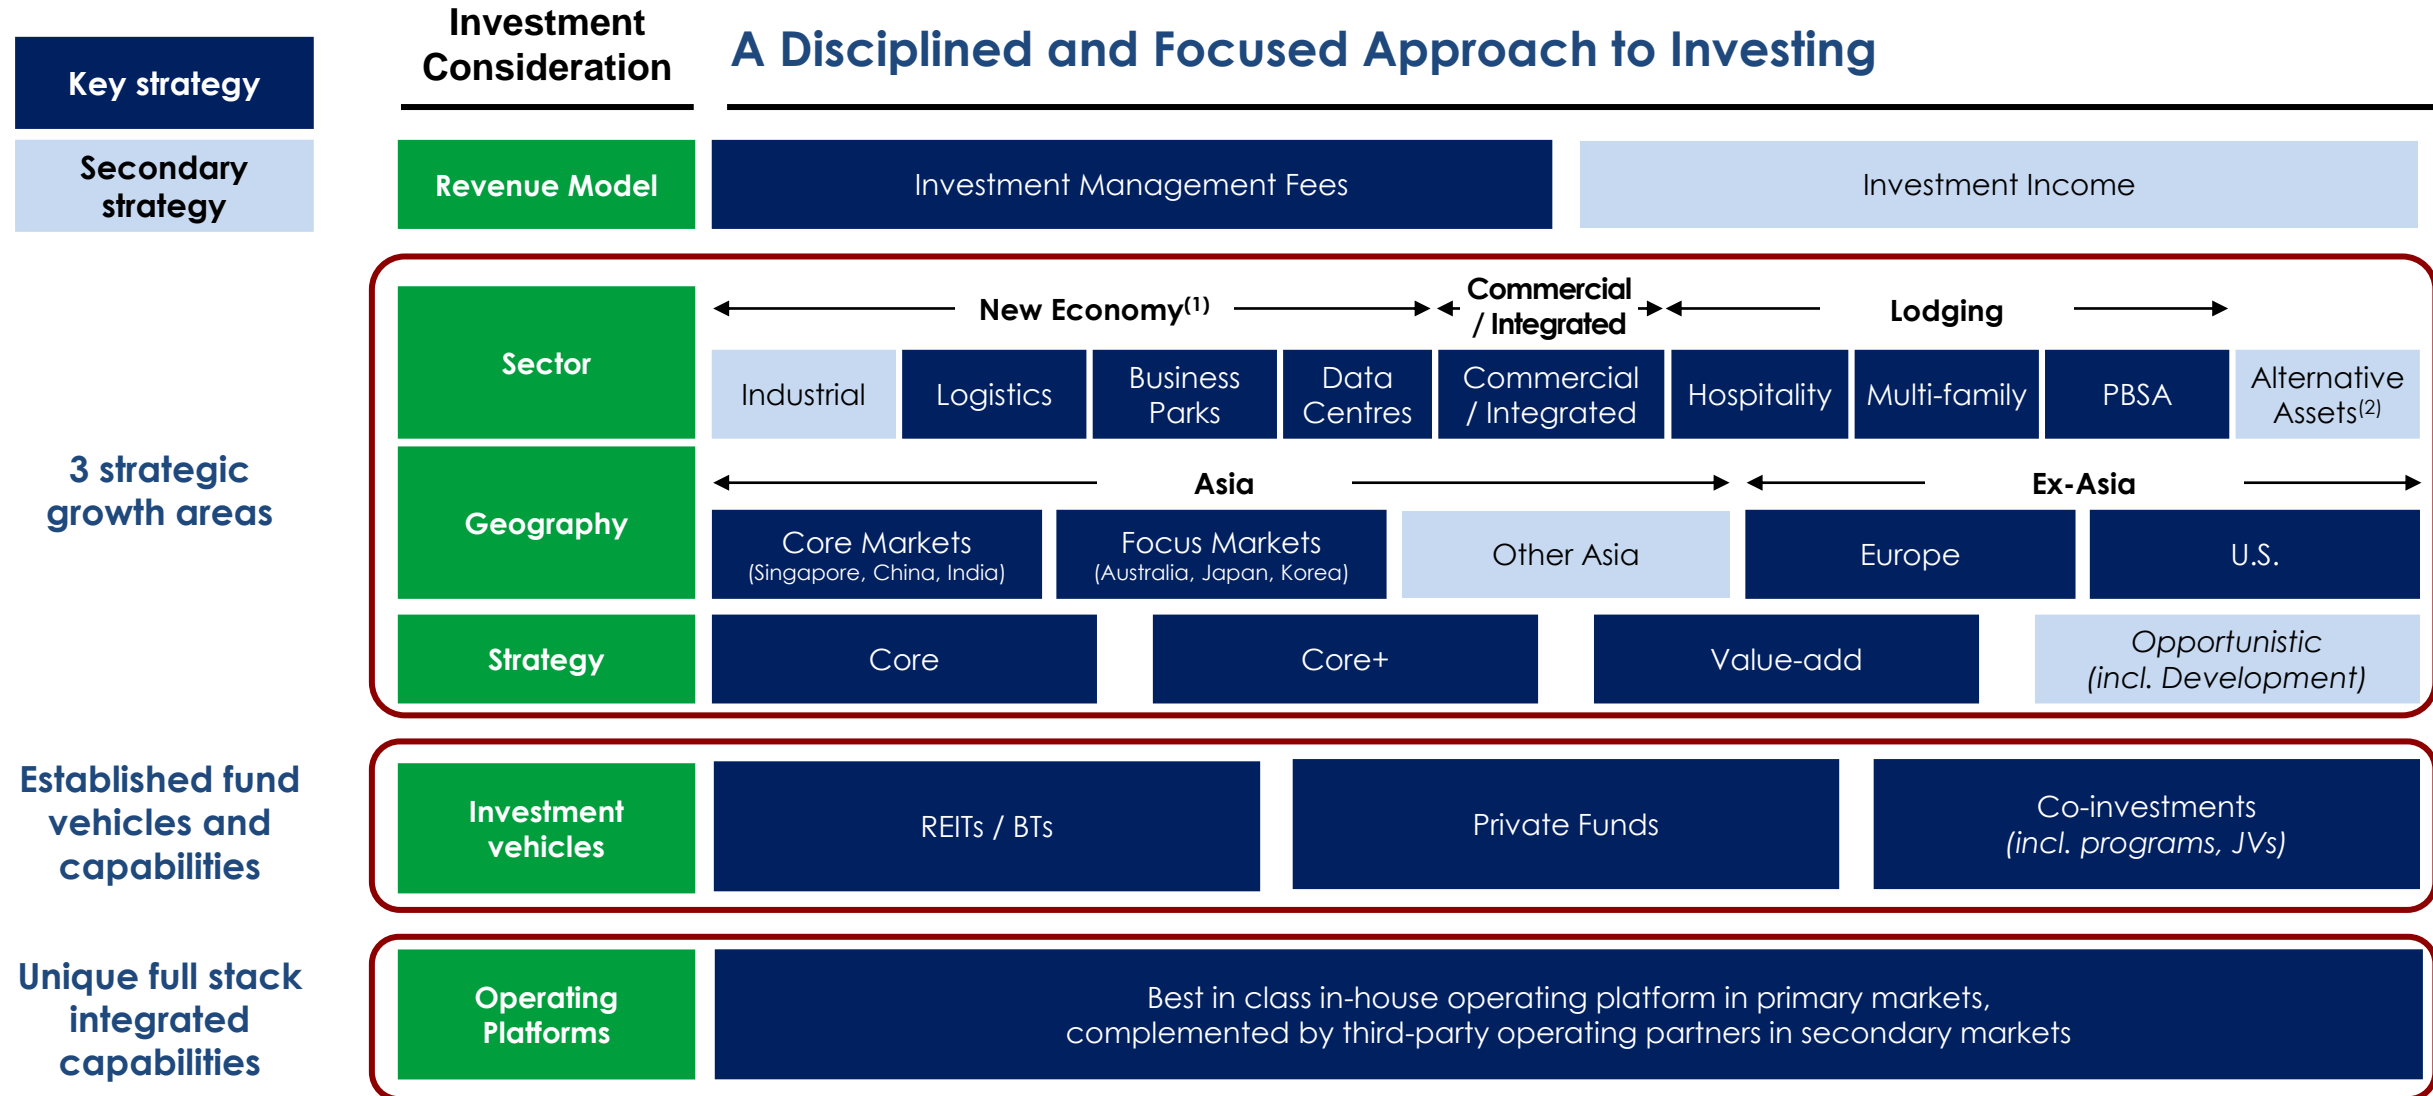 Investment
Consideration
A Disciplined and Focused Approach to Investing
Key strategy
Secondary
strategy
Revenue Model
Investment Management Fees
Investment Income
3 strategic
growth areas
Sector
New Economy(1)
Commercial
/ Integrated
Lodging
Industrial
Logistics
Business
Parks
Data
Centres
Commercial
/ Integrated
Hospitality
Multi-family
PBSA
Alternative
Assets(2)
Geography
Asia
Ex-Asia
Core Markets
(Singapore, China, India)
Focus Markets
(Australia, Japan, Korea)
Other Asia
Europe
U.S.
Strategy
Core
Core+
Value-add
Opportunistic
(incl. Development)
Established fund
vehicles and
capabilities
Investment
vehicles
REITs / BTs
Private Funds
Co-investments
(incl. programs, JVs)
Unique full stack
integrated
capabilities
Operating
Platforms
Best in class in-house operating platform in primary markets,
complemented by third-party operating partners in secondary markets